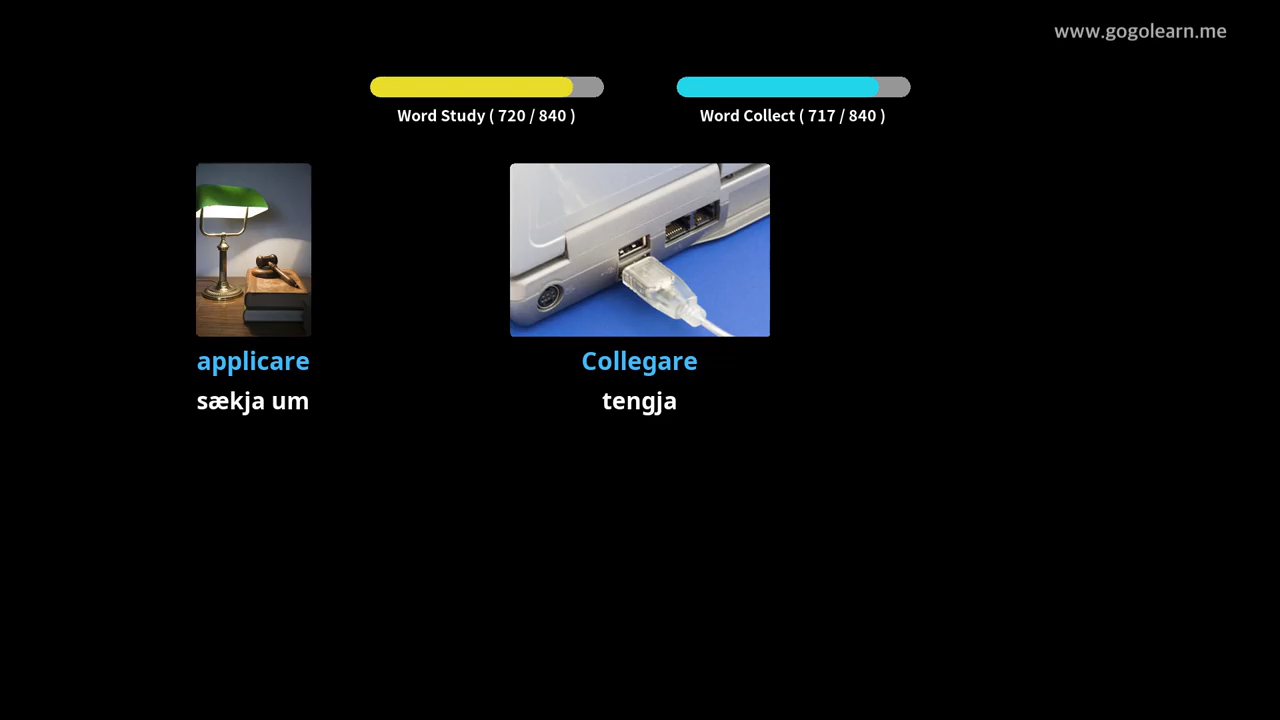 www.gogolearn.me
Word Study ( 720 / 840 )
Word Collect ( 717 / 840 )
applicare
sækja um
Collegare
tengja